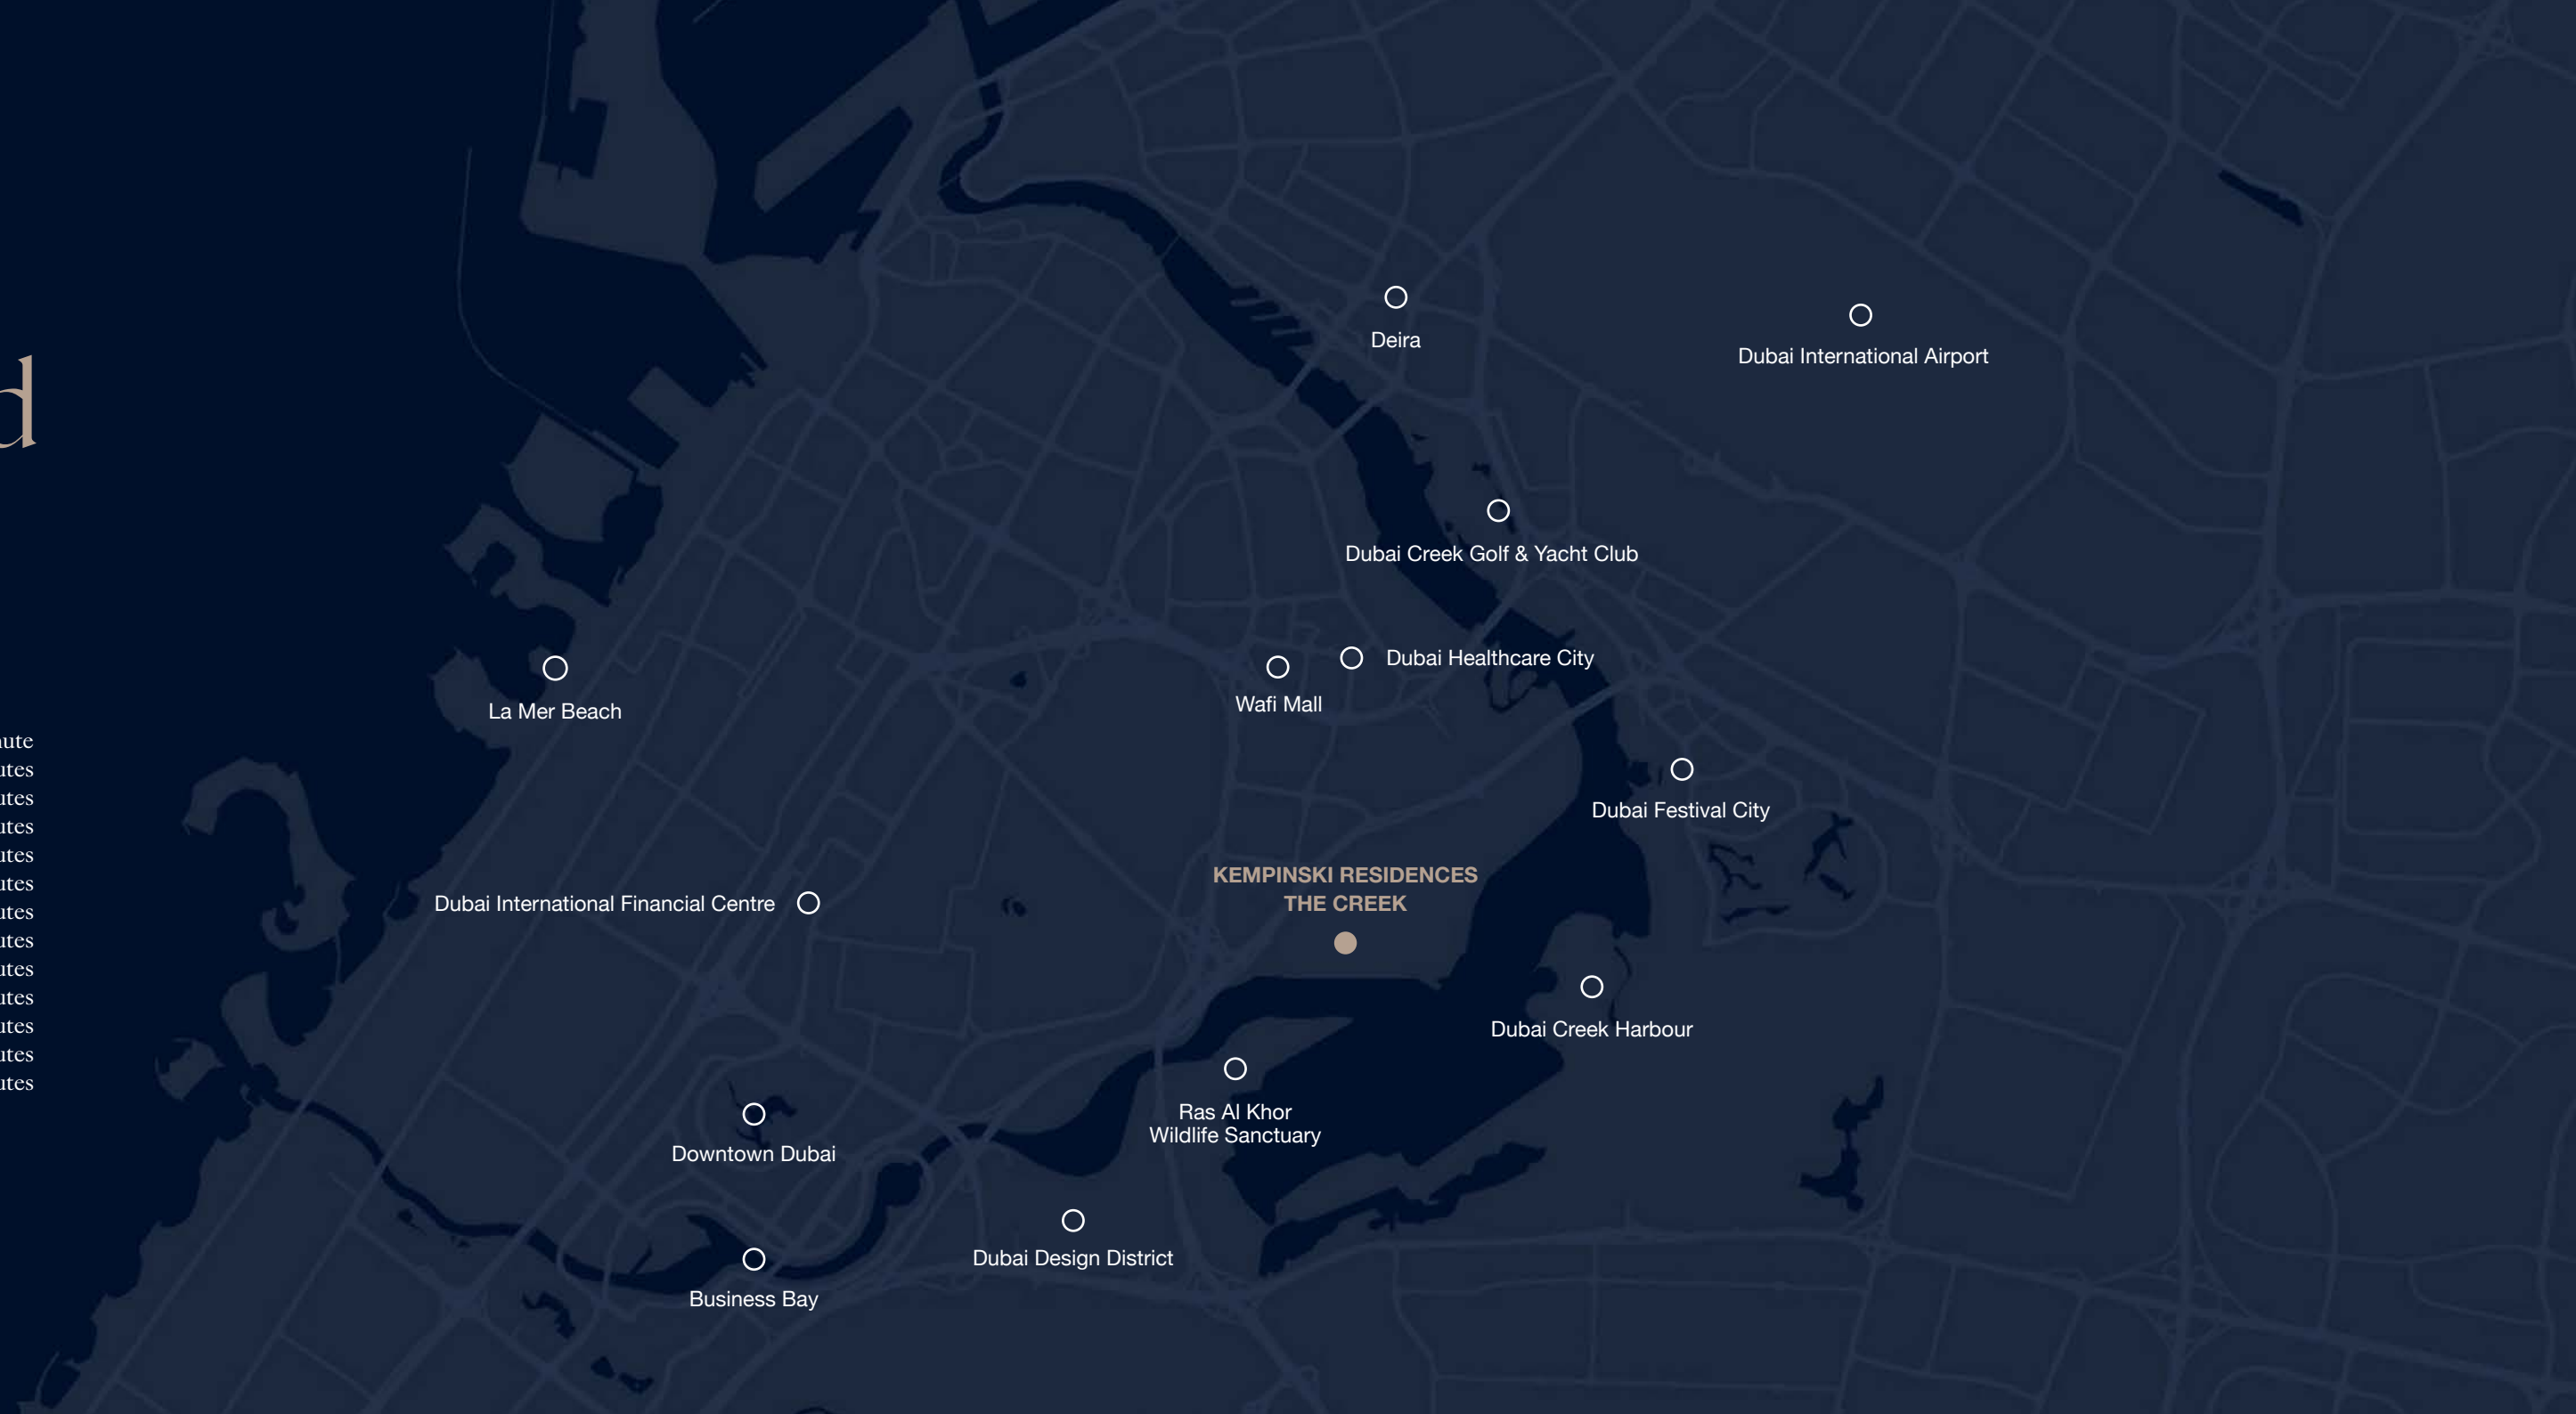 Deira
Dubai International Airport
Dubai Creek Golf & Yacht Club
Dubai Healthcare City
Wafi Mall
La Mer Beach
Dubai Festival City
KEMPINSKI RESIDENCES
THE CREEK
Dubai International Financial Centre
Dubai Creek Harbour
Ras Al Khor
Wildlife Sanctuary
Downtown Dubai
Dubai Design District
Business Bay